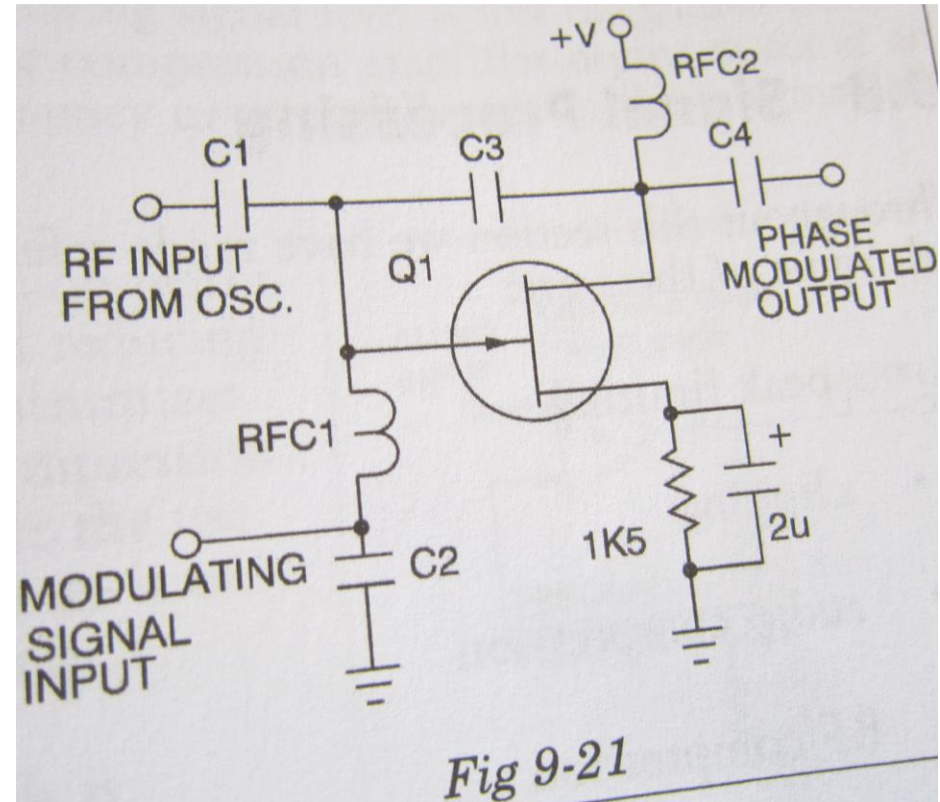 +V
RFC2
C1
C3
C4
RF INPUT
FROM OSC.
Q1
PHASE
MODULATED
OUTPUT
RFC1
+
1K5
2u
MODULATING
SIGNAL
INPUT
C2
Fig 9-21